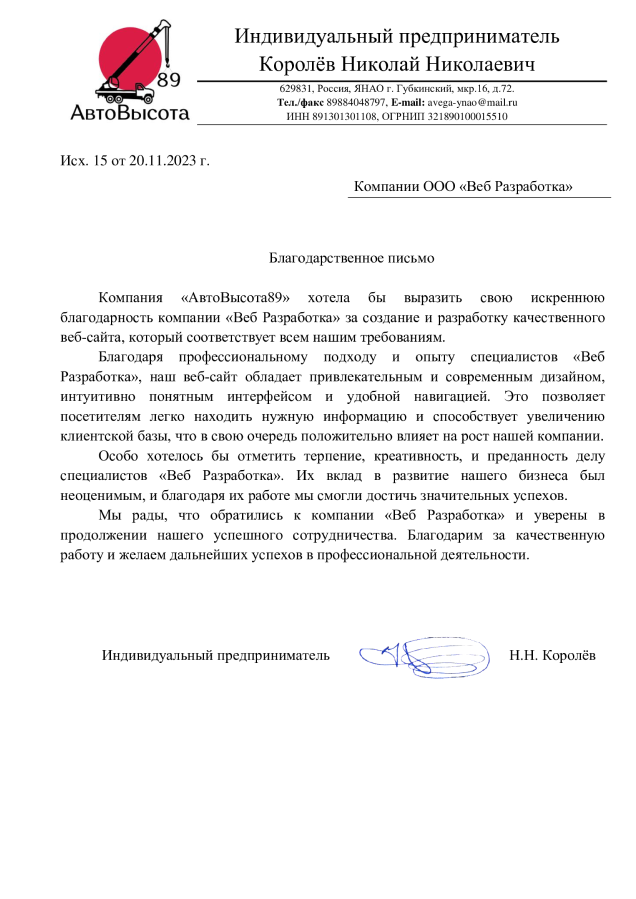 89
АвтоВысота
Индивидуальный предприниматель
Королёв Николай Николаевич
629831, Россия, ЯНАО г. Губкинский, мкр.16, д.72.
Тел./факс 89884048797, E-mail: avega-ynao@mail.ru
ИНН 891301301108, ОГРНИП 321890100015510
Исх. 15 от 20.11.2023 г.
Компании ООО «Веб Разработка»
Благодарственное письмо
Компания «АвтоВысота89» хотела бы выразить свою искреннюю
благодарность компании «Веб Разработка» за создание и разработку качественного
веб-сайта, который соответствует всем нашим требованиям.
Благодаря профессиональному подходу и опыту специалистов «Веб
Разработка», наш веб-сайт обладает привлекательным и современным дизайном,
интуитивно понятным интерфейсом и удобной навигацией. Это позволяет
посетителям легко находить нужную информацию и способствует увеличению
клиентской базы, что в свою очередь положительно влияет на рост нашей компании.
Особо хотелось бы отметить терпение, креативность, и преданность делу
специалистов «Веб Разработка». Их вклад в развитие нашего бизнеса был
неоценимым, и благодаря их работе мы смогли достичь значительных успехов.
Мы рады, что обратились к компании «Веб Разработка» и уверены в
продолжении нашего успешного сотрудничества. Благодарим за качественную
работу и желаем дальнейших успехов в профессиональной деятельности.
Индивидуальный предприниматель Н.Н. Королёв